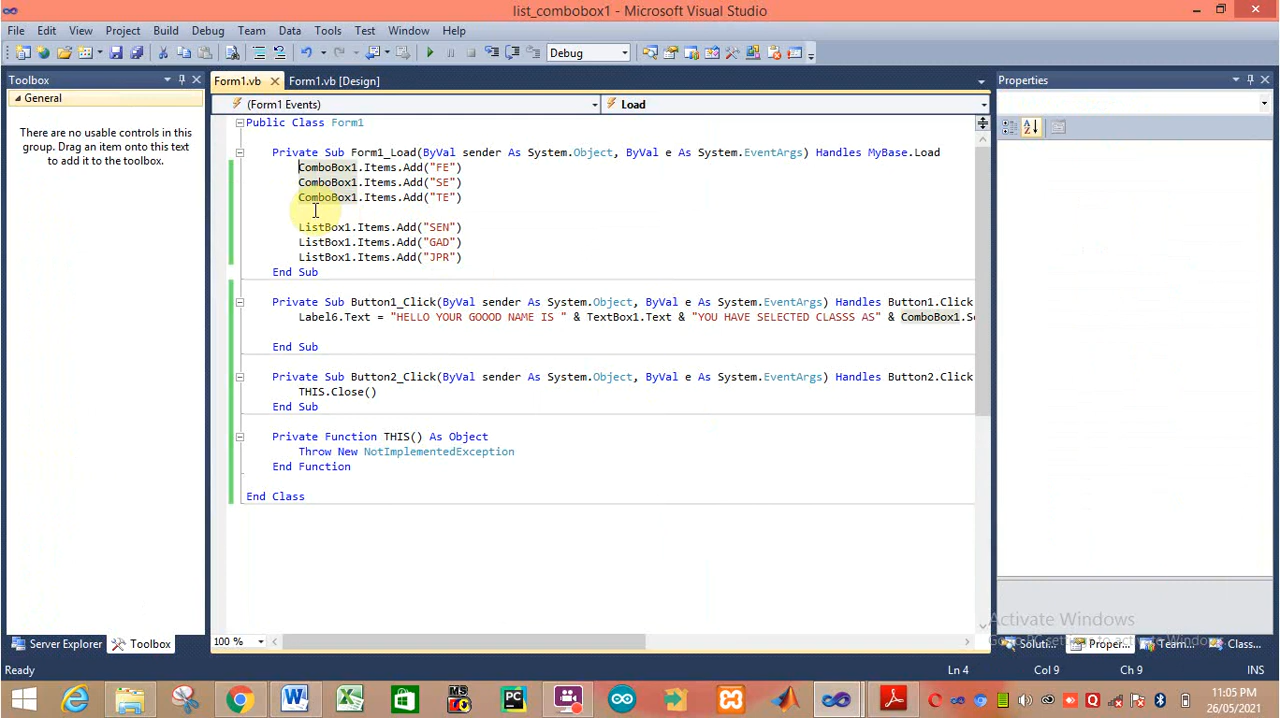 list_combobox1 - Microsoft Visual Studio
File Edit View Project Build Debug Team Data Tools Test Window Help
Debug
Toolbox
General
There are no usable controls in this
group. Drag an item onto this text
to add it to the toolbox.
Server Explorer Toolbox
Form1.vb Form1.vb [Design]
(Form1 Events) Load
Public Class Form1
Private Sub Form1_Load(ByVal sender As System.Object, ByVal e As System.EventArgs) Handles MyBase.Load
ComboBox1.Items.Add("FE")
ComboBox1.Items.Add("SE")
ComboBox1.Items.Add("TE")
ListBox1.Items.Add("SEN")
ListBox1.Items.Add("GAD")
ListBox1.Items.Add("JPR")
End Sub
Private Sub Button1_Click(ByVal sender As System.Object, ByVal e As System.EventArgs) Handles Button1.Click
Label6.Text = "HELLO YOUR GOOOD NAME IS " & TextBox1.Text & "YOU HAVE SELECTED CLASSS AS" & ComboBox1.Se
End Sub
Private Sub Button2_Click(ByVal sender As System.Object, ByVal e As System.EventArgs) Handles Button2.Click
THIS.Close()
End Sub
Private Function THIS() As Object
Throw New NotImplementedException
End Function
End Class
100 %
Properties
Activate Windows
Soluti... Proper... Team... Class...
Ready Ln 4 Col 9 Ch 9 INS
11:05 PM
26/05/2021